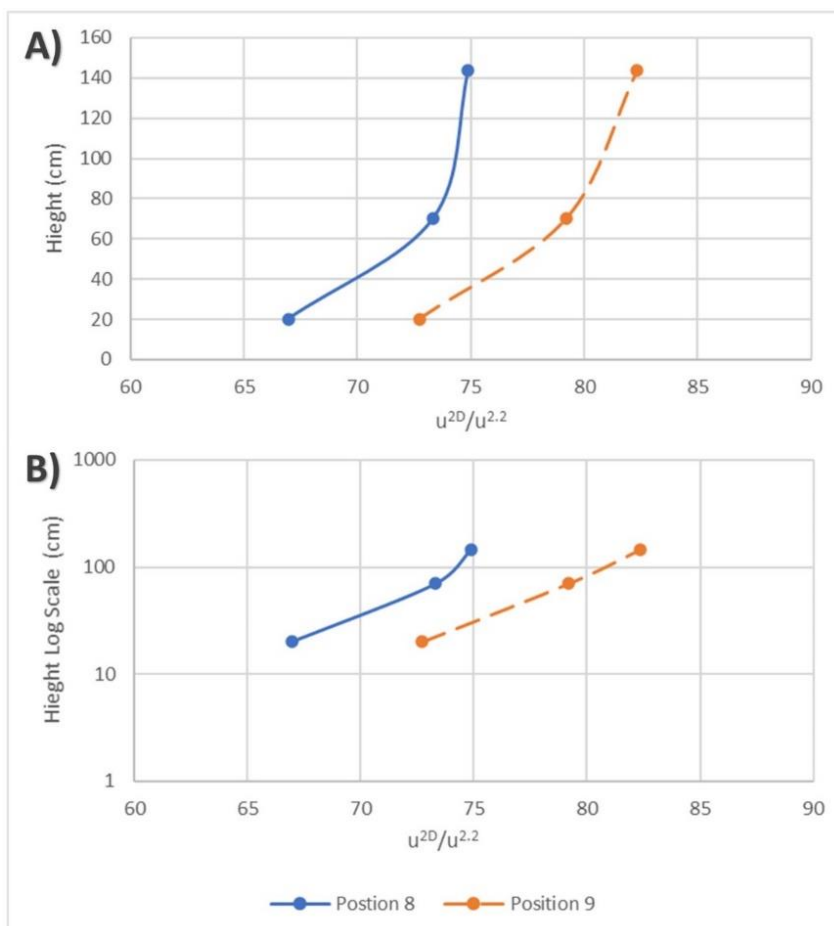 A)
160
140
120
100
80
60
40
20
0
Hieght (cm)
60 65 70 75 80 85 90
u²ᴰ/u²·²
B)
1000
100
10
1
Hieght Log Scale (cm)
60 65 70 75 80 85 90
u²ᴰ/u²·²
Postion 8 Position 9